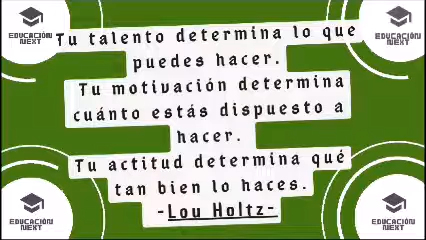 EDUCACIÓN
NEXT
EDUCACIÓN
NEXT
Tu talento determina lo que
puedes hacer.
Tu motivación determina
cuánto estás dispuesto a
hacer.
Tu actitud determina qué
tan bien lo haces.
-Lou Holtz-
EDUCACIÓN
NEXT
EDUCACIÓN
NEXT